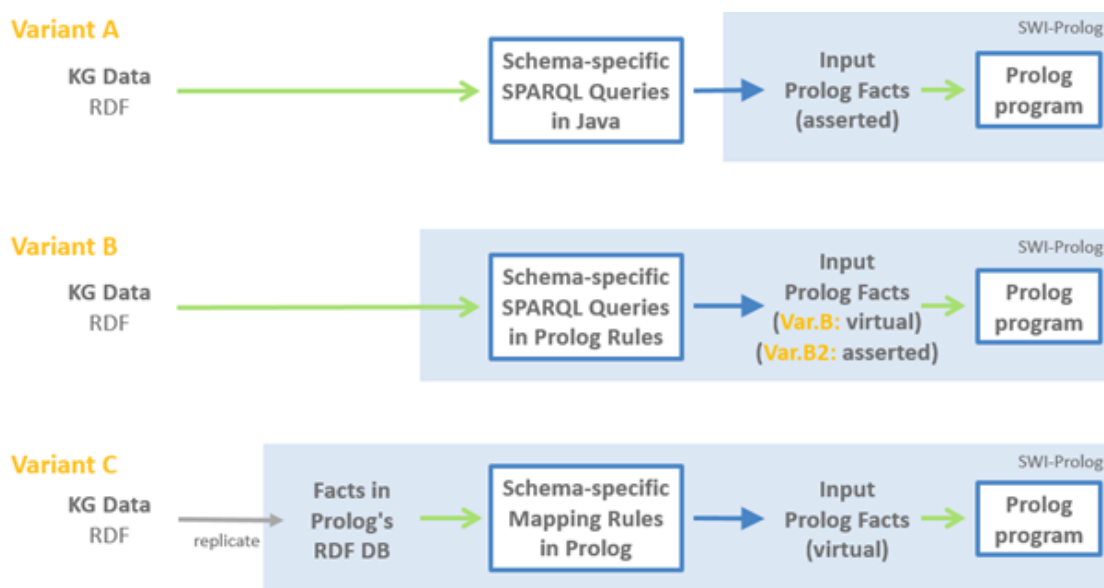 Variant A
SWI-Prolog
KG Data
RDF
Schema-specific
SPARQL Queries
in Java
Input
Prolog Facts
(asserted)
Prolog
program
Variant B
SWI-Prolog
KG Data
RDF
Schema-specific
SPARQL Queries
in Prolog Rules
Input
Prolog Facts
(Var.B: virtual)
(Var.B2: asserted)
Prolog
program
Variant C
SWI-Prolog
KG Data
RDF
replicate
Facts in
Prolog's
RDF DB
Schema-specific
Mapping Rules
in Prolog
Input
Prolog Facts
(virtual)
Prolog
program